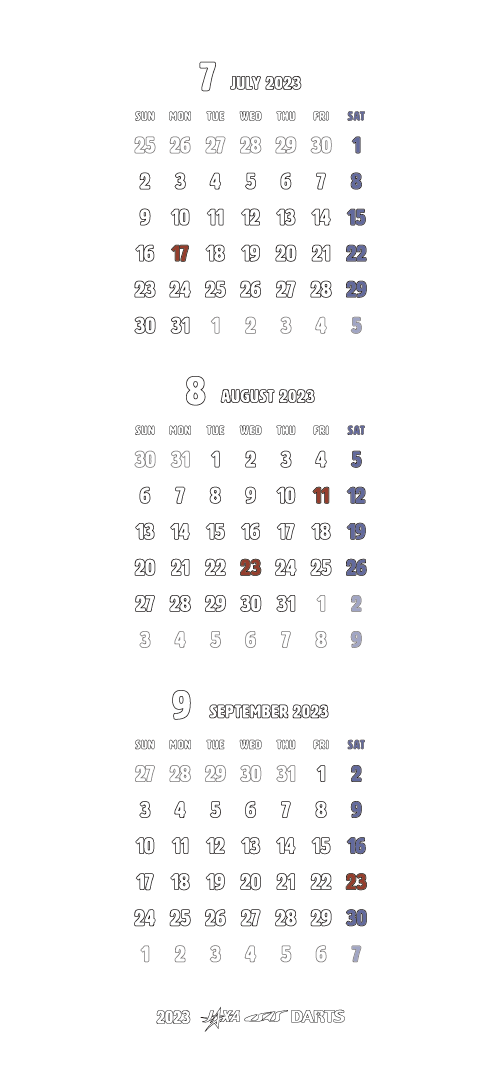 7 JULY 2023
SUN MON TUE WED THU FRI SAT
25 26 27 28 29 30 1
2 3 4 5 6 7 8
9 10 11 12 13 14 15
16 17 18 19 20 21 22
23 24 25 26 27 28 29
30 31 1 2 3 4 5
8 AUGUST 2023
SUN MON TUE WED THU FRI SAT
30 31 1 2 3 4 5
6 7 8 9 10 11 12
13 14 15 16 17 18 19
20 21 22 23 24 25 26
27 28 29 30 31 1 2
3 4 5 6 7 8 9
9 SEPTEMBER 2023
SUN MON TUE WED THU FRI SAT
27 28 29 30 31 1 2
3 4 5 6 7 8 9
10 11 12 13 14 15 16
17 18 19 20 21 22 23
24 25 26 27 28 29 30
1 2 3 4 5 6 7
2023 JAXA DARTS